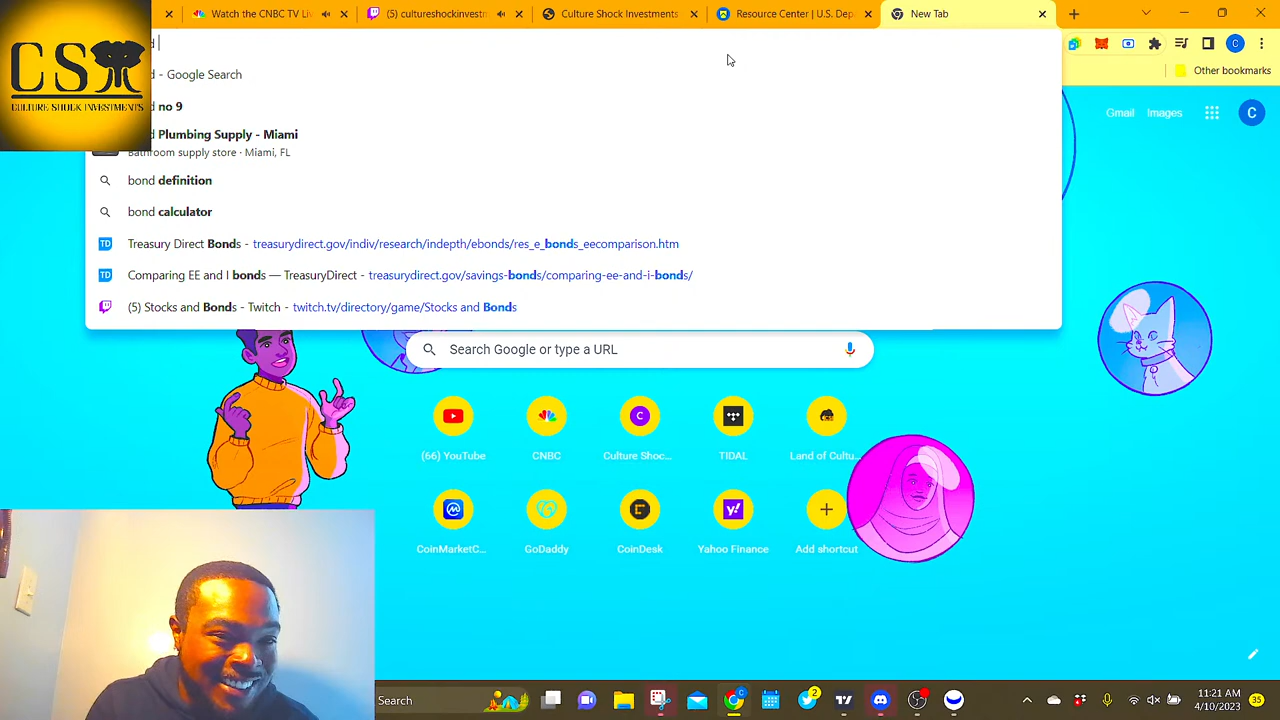 Watch the CNBC TV Liv
(5) cultureshockinvestm
Culture Shock Investments
Resource Center | U.S. Dep
New Tab
CS
CULTURE SHOCK INVESTMENTS
d
d - Google Search
d no 9
d Plumbing Supply - Miami
Bathroom supply store · Miami, FL
bond definition
bond calculator
Treasury Direct Bonds - treasurydirect.gov/indiv/research/indepth/ebonds/res_e_bonds_eecomparison.htm
Comparing EE and I bonds — TreasuryDirect - treasurydirect.gov/savings-bonds/comparing-ee-and-i-bonds/
(5) Stocks and Bonds - Twitch - twitch.tv/directory/game/Stocks and Bonds
C
Other bookmarks
Gmail Images
C
Search Google or type a URL
C
(66) YouTube
CNBC
Culture Shoc...
TIDAL
Land of Cultu...
CoinMarketC...
GoDaddy
CoinDesk
Yahoo Finance
Add shortcut
Search
2
11:21 AM
4/10/2023
35